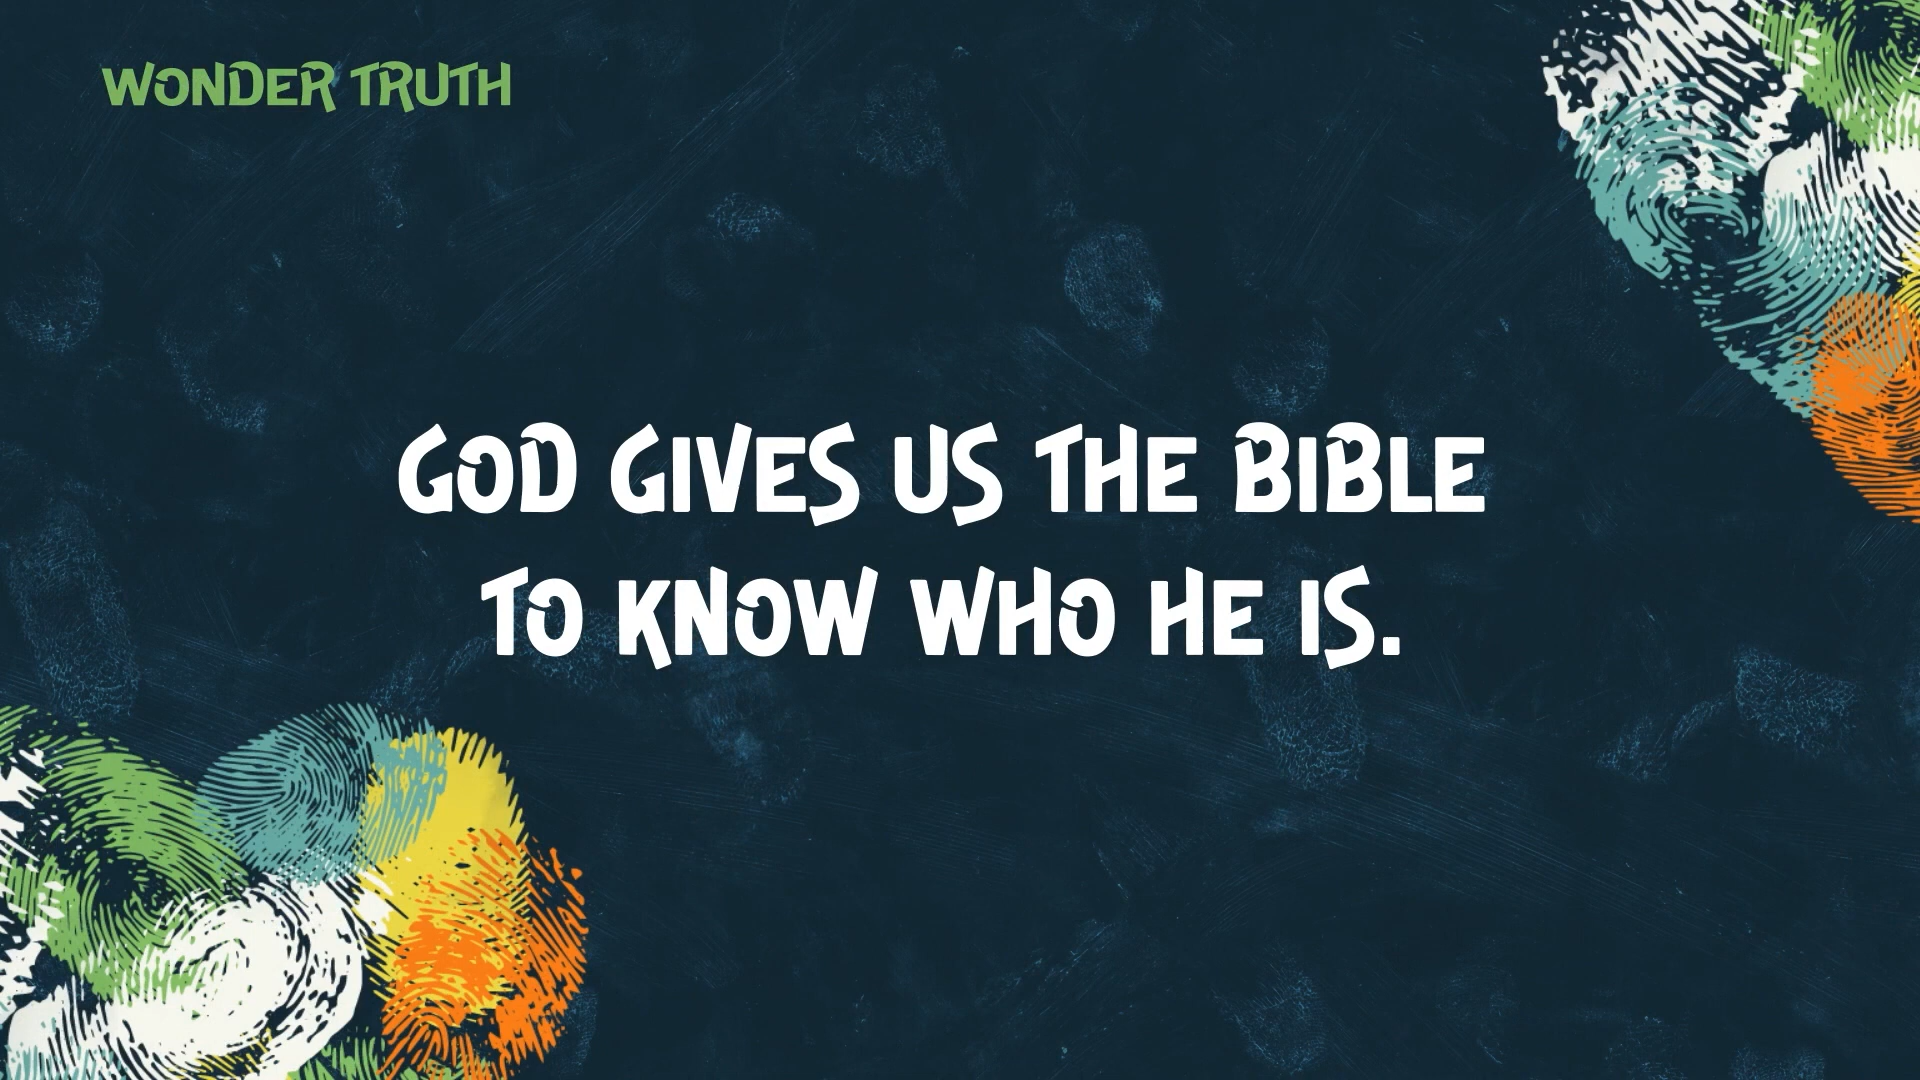 WONDER TRUTH
GOD GIVES US THE BIBLE
TO KNOW WHO HE IS.